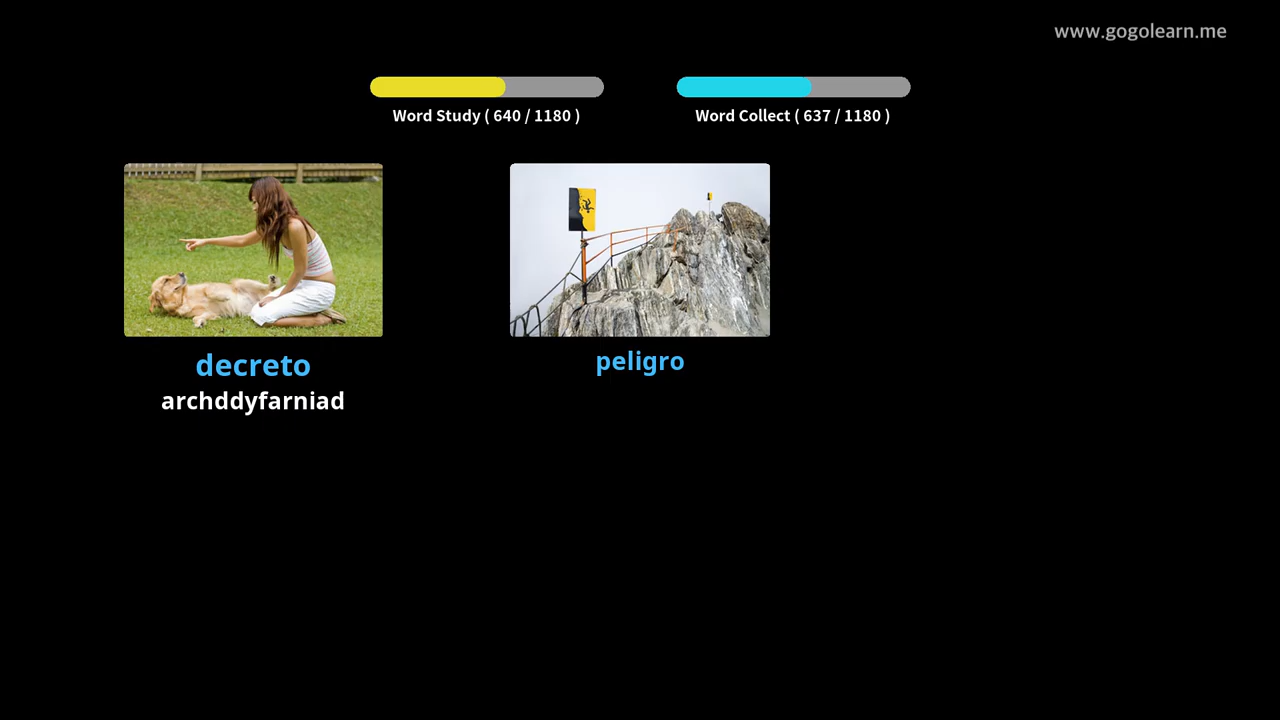 www.gogolearn.me
Word Study ( 640 / 1180 )
Word Collect ( 637 / 1180 )
decreto
archddyfarniad
peligro